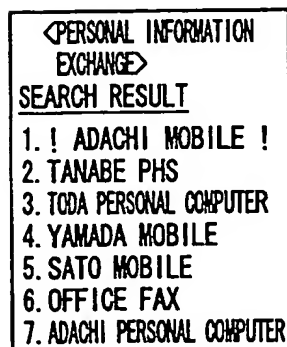 <PERSONAL INFORMATION
EXCHANGE>
SEARCH RESULT
1. ! ADACHI MOBILE !
2. TANABE PHS
3. TODA PERSONAL COMPUTER
4. YAMADA MOBILE
5. SATO MOBILE
6. OFFICE FAX
7. ADACHI PERSONAL COMPUTER